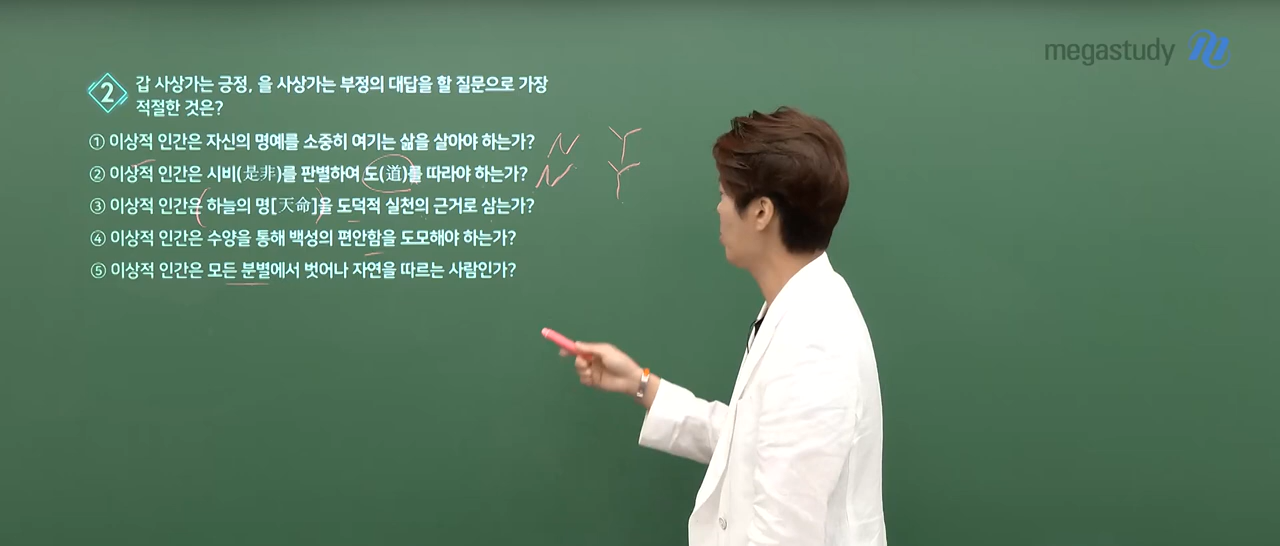 megastudy
2 갑 사상가는 긍정, 을 사상가는 부정의 대답을 할 질문으로 가장
적절한 것은?
① 이상적 인간은 자신의 명예를 소중히 여기는 삶을 살아야 하는가? N Y
② 이상적 인간은 시비(是非)를 판별하여 도(道)를 따라야 하는가? N Y
③ 이상적 인간은 하늘의 명[天命]을 도덕적 실천의 근거로 삼는가?
④ 이상적 인간은 수양을 통해 백성의 편안함을 도모해야 하는가?
⑤ 이상적 인간은 모든 분별에서 벗어나 자연을 따르는 사람인가?